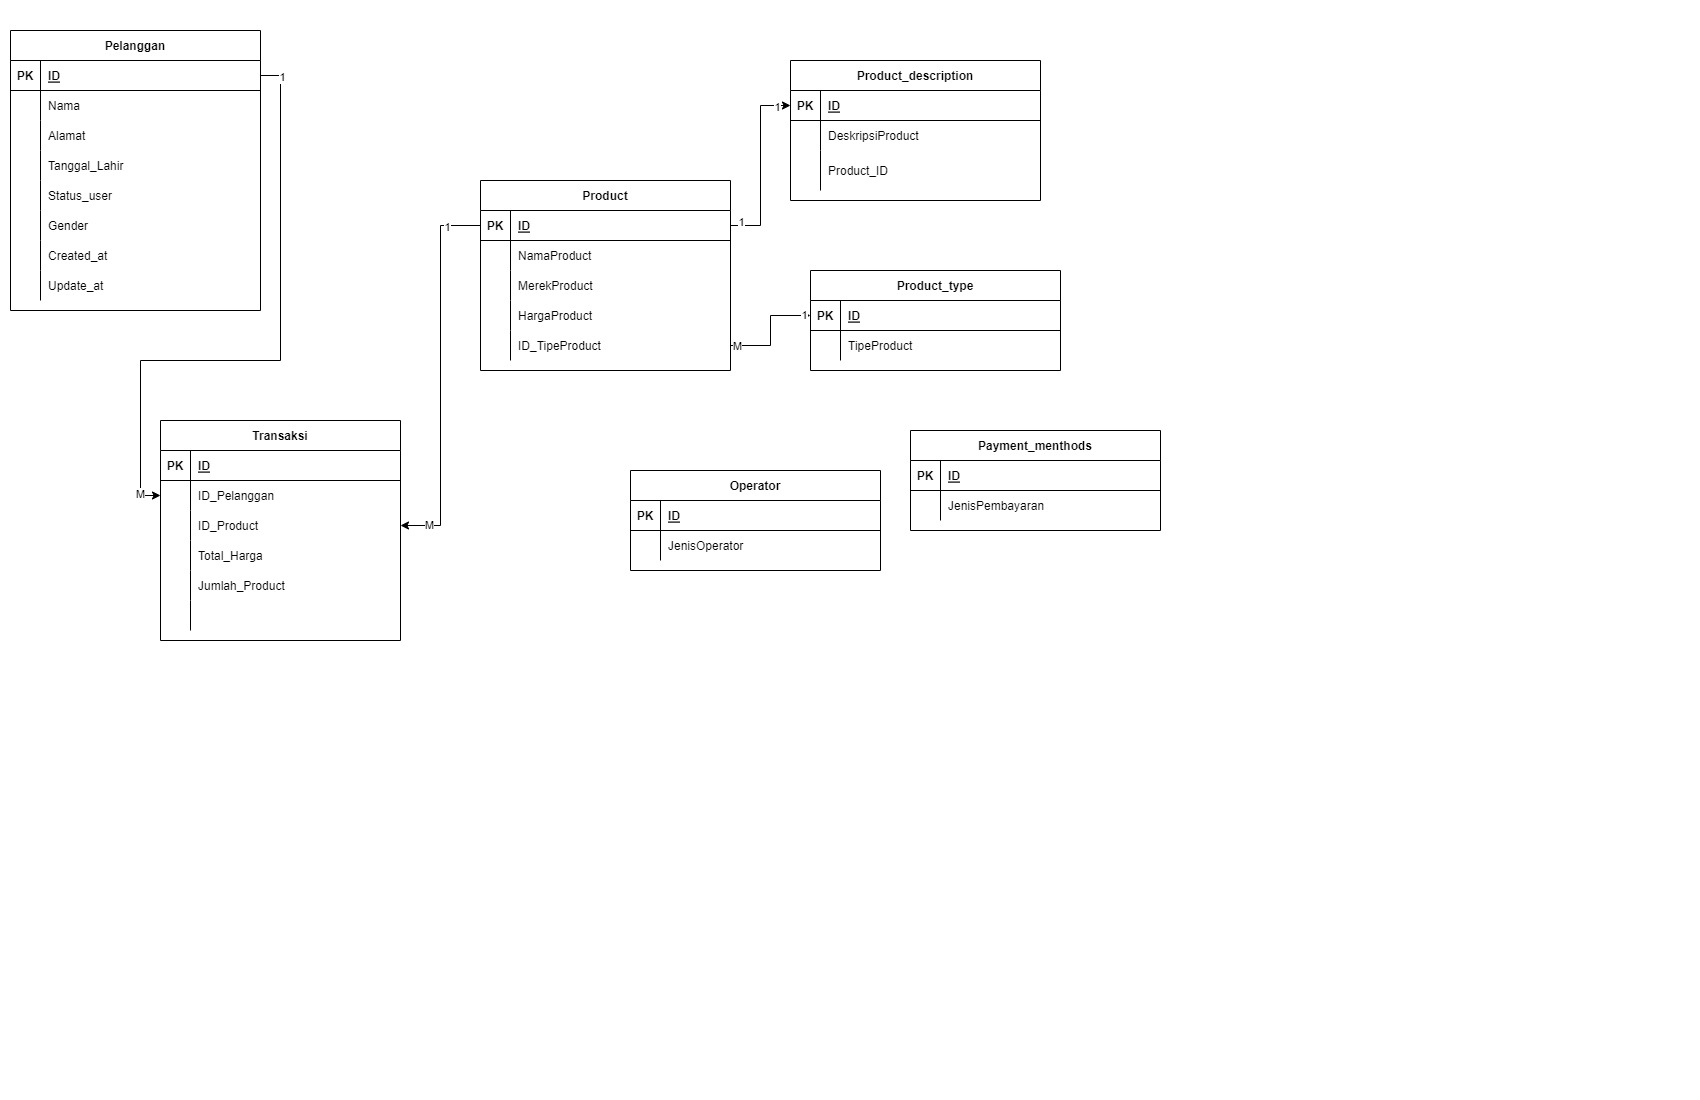 Pelanggan
PK ID
Nama
Alamat
Tanggal_Lahir
Status_user
Gender
Created_at
Update_at
1
M
Product_description
PK ID
DeskripsiProduct
Product_ID
1
1
Product
PK ID
NamaProduct
MerekProduct
HargaProduct
ID_TipeProduct
1
M
M
1
Product_type
PK ID
TipeProduct
Transaksi
PK ID
ID_Pelanggan
ID_Product
Total_Harga
Jumlah_Product
Operator
PK ID
JenisOperator
Payment_menthods
PK ID
JenisPembayaran